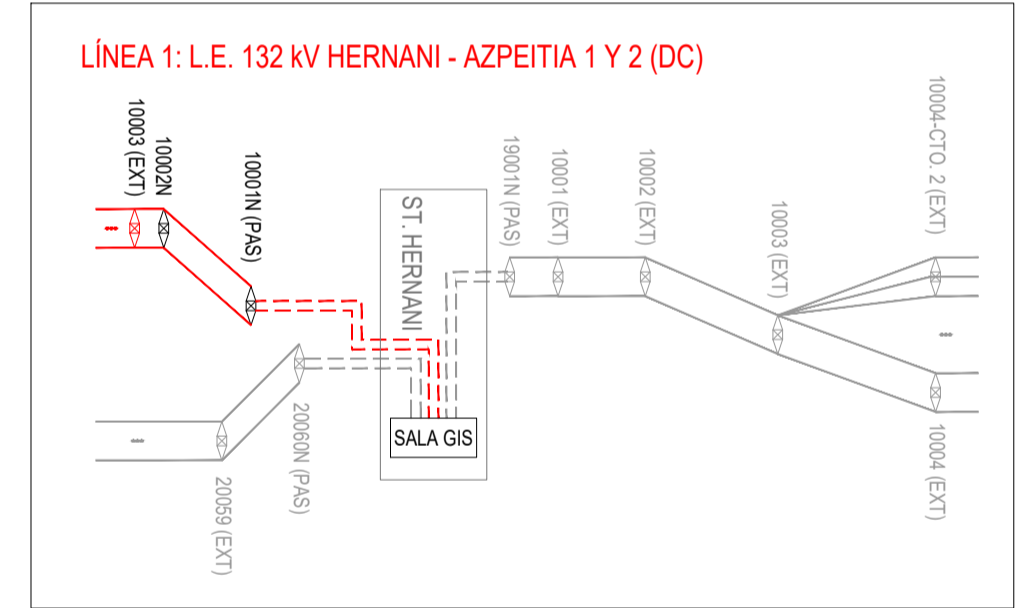 LÍNEA 1: L.E. 132 kV HERNANI - AZPEITIA 1 Y 2 (DC)
10003 (EXT)
10002N
10001N (PAS)
ST. HERNANI
19001N (PAS)
10001 (EXT)
10002 (EXT)
10003 (EXT)
10004-CTO. 2 (EXT)
SALA GIS
20060N (PAS)
20059 (EXT)
10004 (EXT)